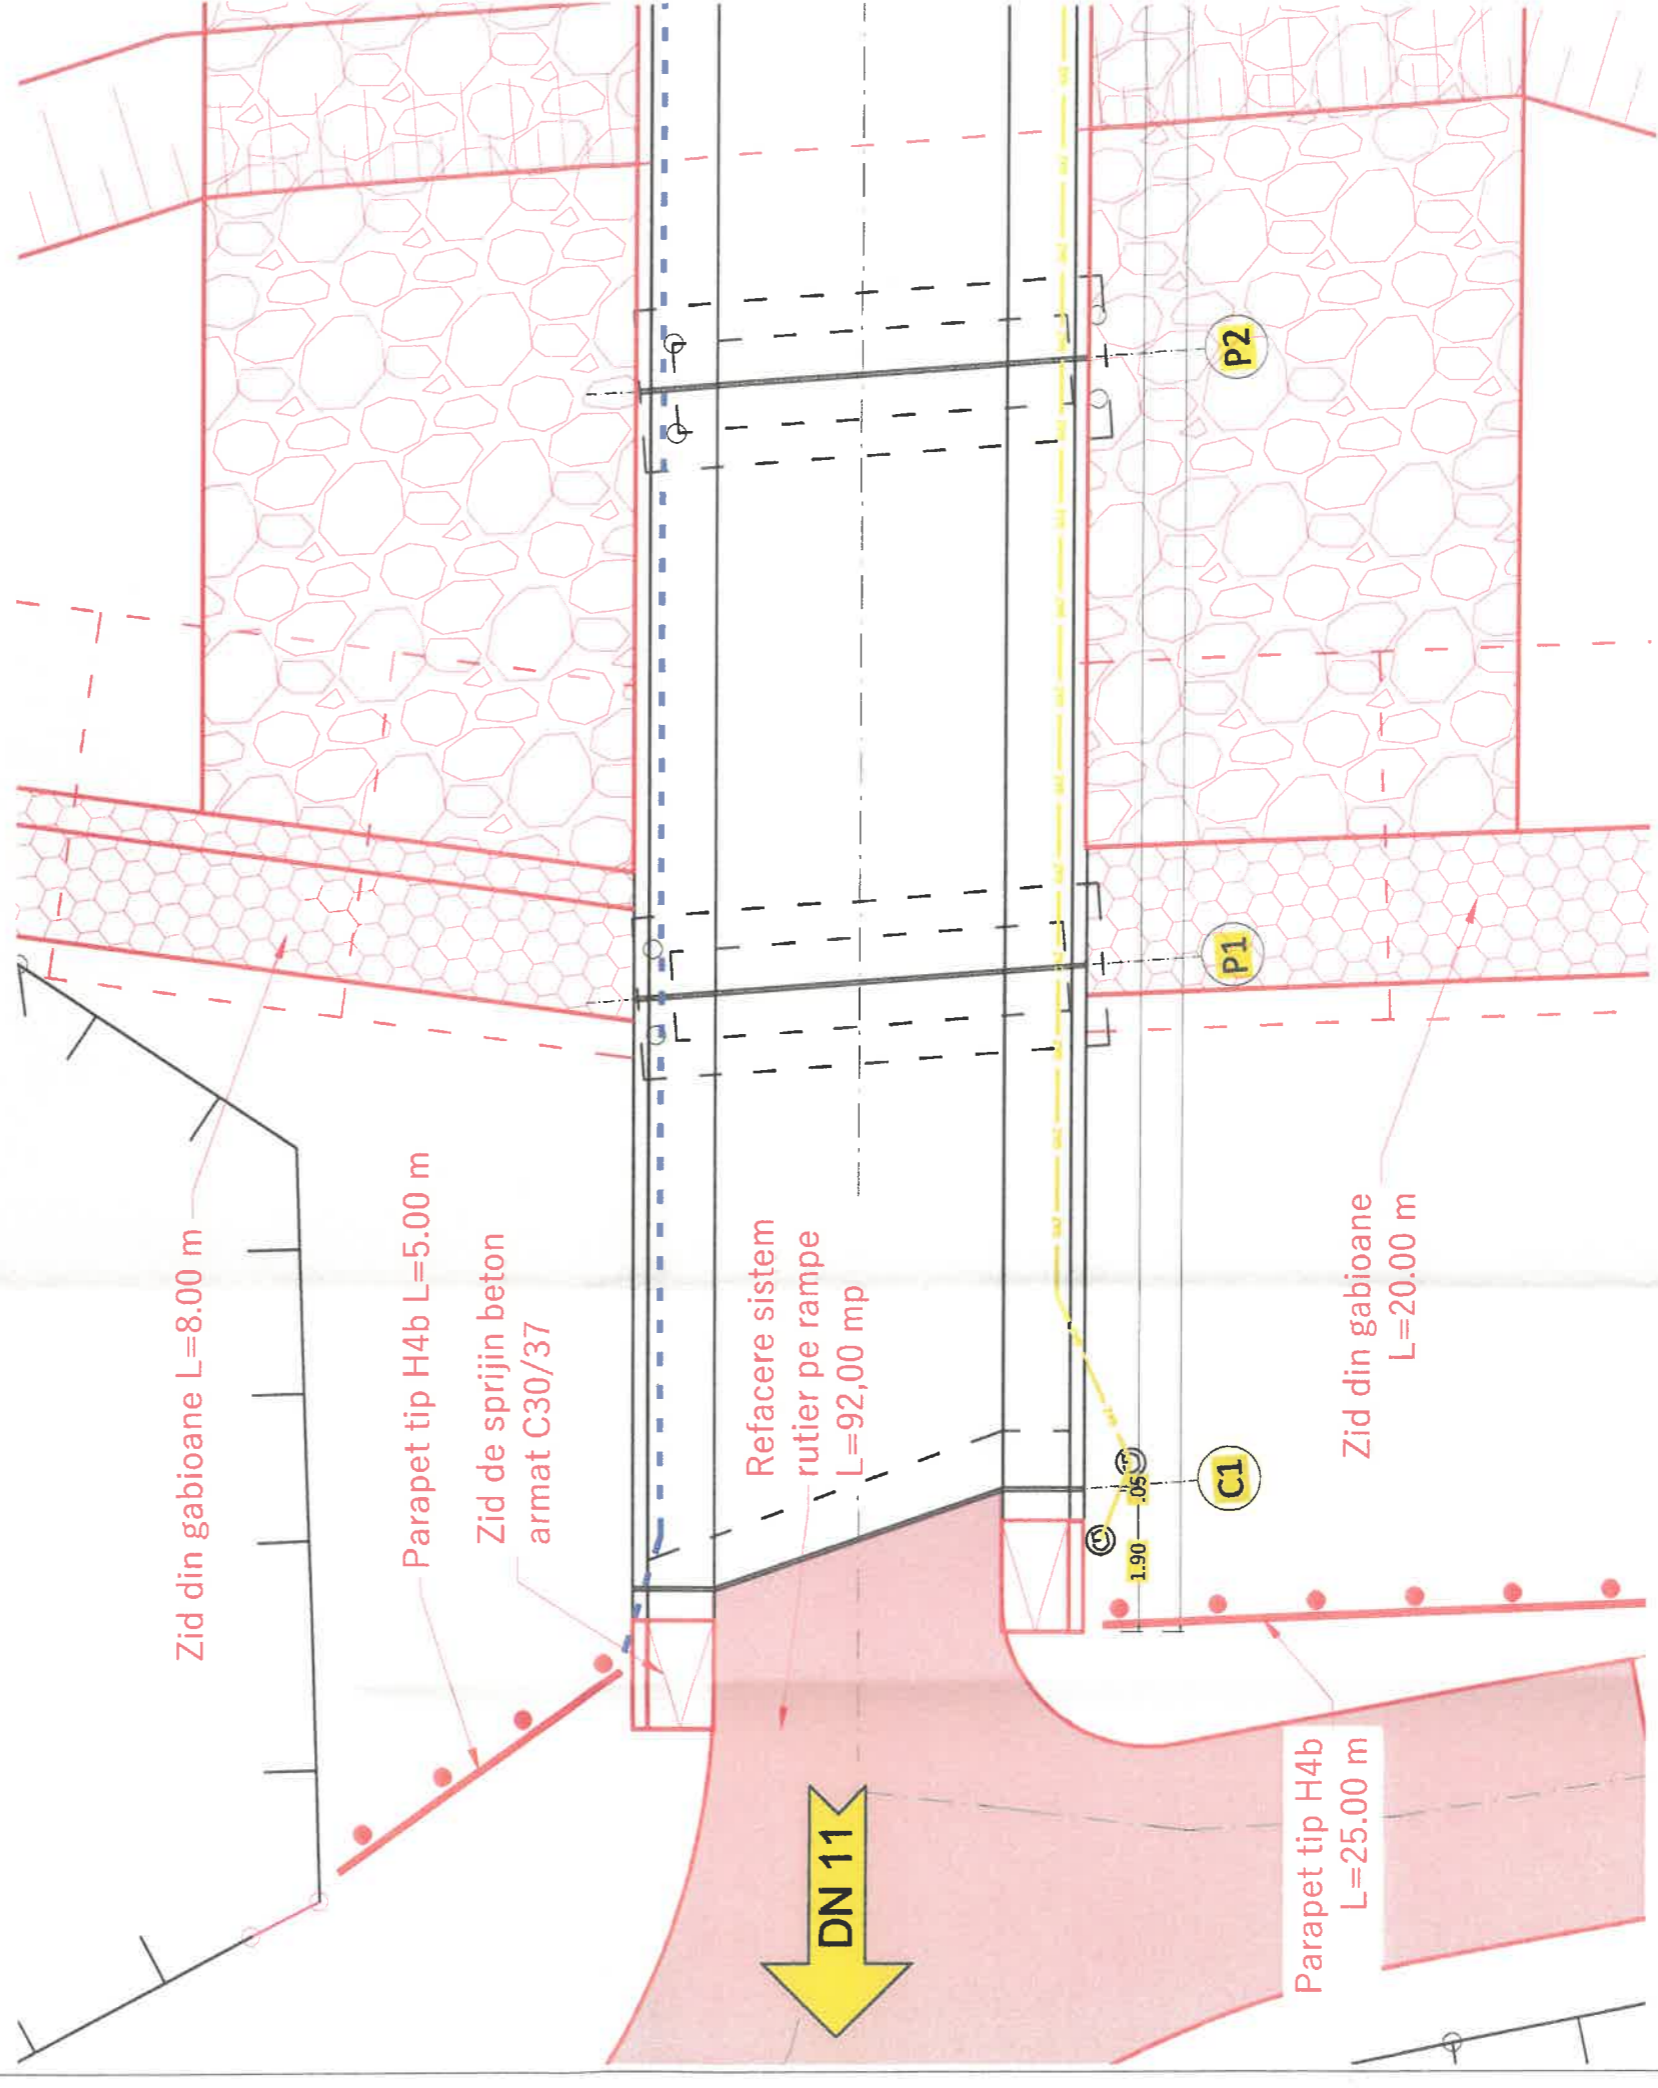 Zid din gabioane L=8.00 m
Parapet tip H4b L=5.00 m
Zid de sprijin beton
armat C30/37
Refacere sistem
rutier pe rampe
L=92,00 mp
DN 11
P2
P1
C1
.05
1.90
Zid din gabioane
L=20.00 m
Parapet tip H4b
L=25.00 m